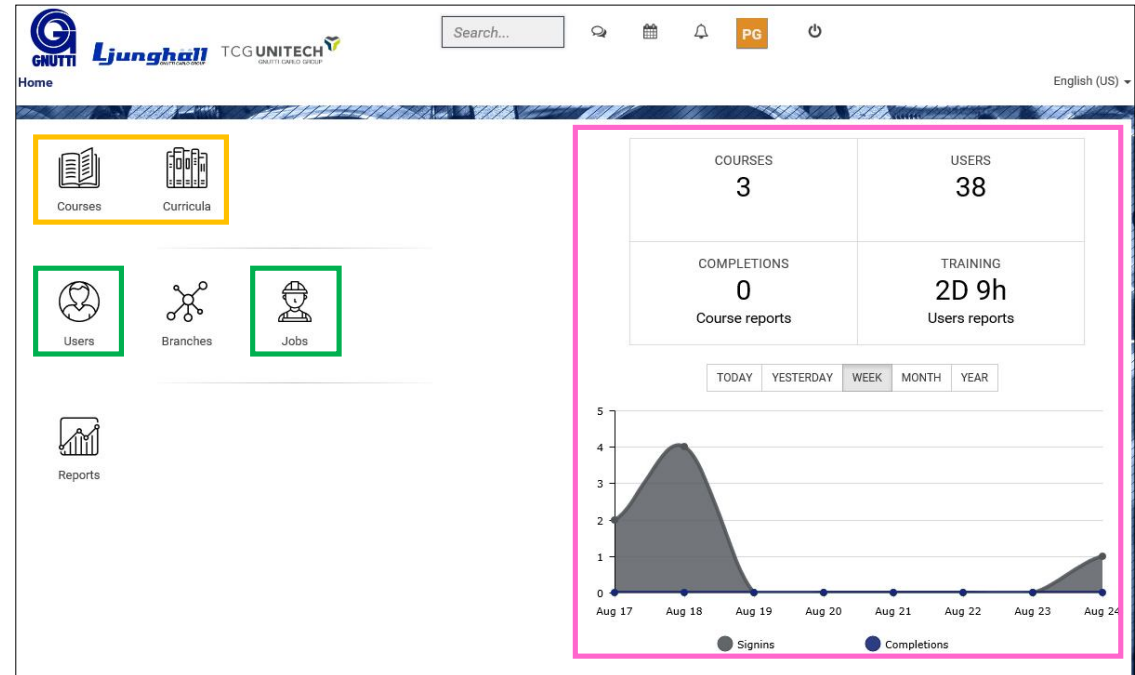 GNUTTI
Ljunghäll
GNUTTI CARLO GROUP
TCG UNITECH
GNUTTI CARLO GROUP
Search...
PG
Home
English (US)
Courses
Curricula
Users
Branches
Jobs
Reports
COURSES
3
USERS
38
COMPLETIONS
0
Course reports
TRAINING
2D 9h
Users reports
TODAY YESTERDAY WEEK MONTH YEAR
5
4
3
2
1
0
Aug 17 Aug 18 Aug 19 Aug 20 Aug 21 Aug 22 Aug 23 Aug 24
Signins Completions